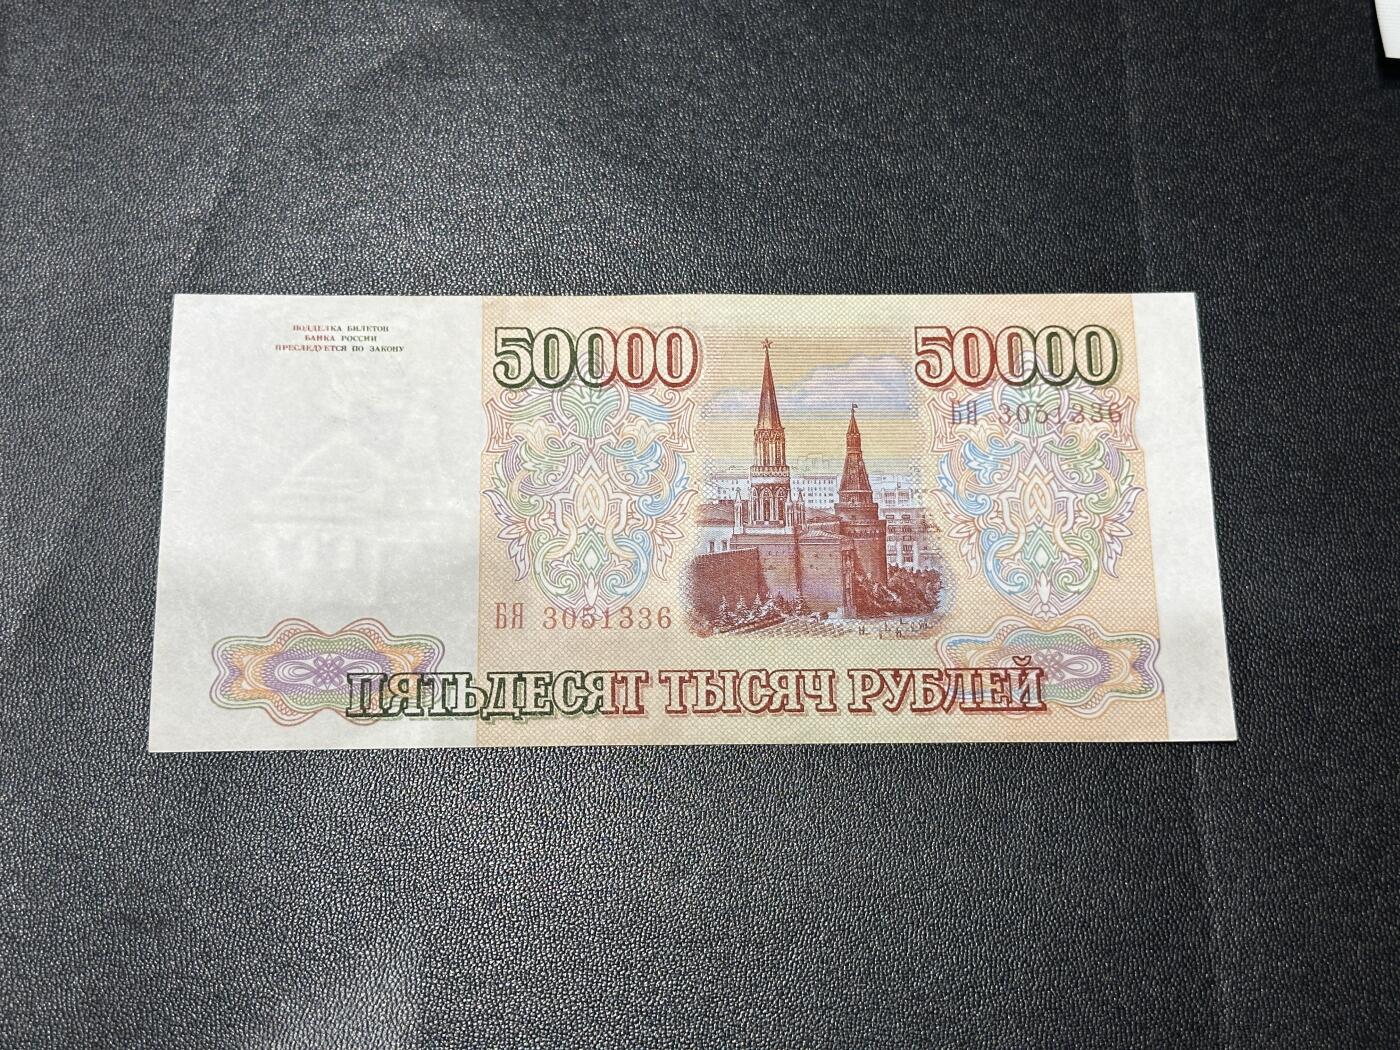 ПОДДЕЛКА БИЛЕТОВ
БАНКА РОССИИ
ПРЕСЛЕДУЕТСЯ ПО ЗАКОНУ
50000
50000
БЯ 3051336
БЯ 3051336
ПЯТЬДЕСЯТ ТЫСЯЧ РУБЛЕЙ